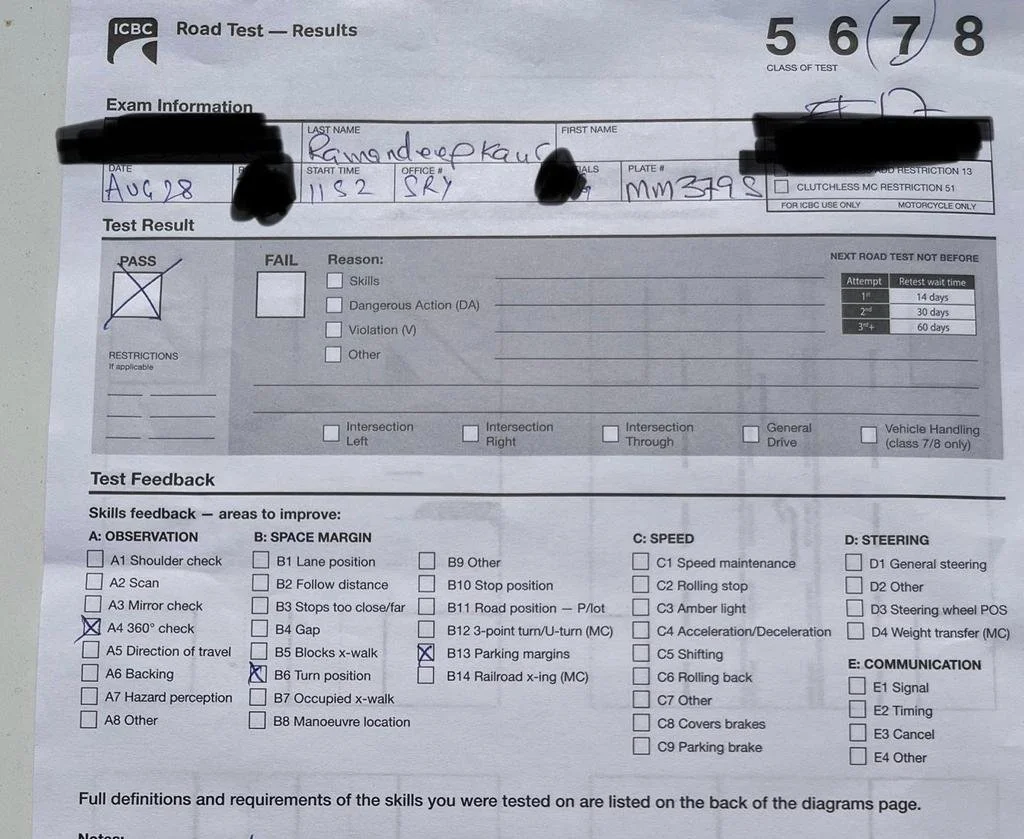 ICBC
Road Test — Results
5 6 7 8
CLASS OF TEST
Exam Information
LAST NAME
FIRST NAME
Ramandeep Kaur
DATE
START TIME
OFFICE #
IALS
PLATE #
RESTRICTION 13
AUG 28
1152
SRY
MM379S
CLUTCHLESS MC RESTRICTION 51
FOR ICBC USE ONLY
MOTORCYCLE ONLY
Test Result
PASS
FAIL
Reason:
NEXT ROAD TEST NOT BEFORE
Skills
Dangerous Action (DA)
Violation (V)
Other
Attempt Retest wait time
1st 14 days
2nd 30 days
3rd+ 60 days
RESTRICTIONS
If applicable
Intersection Left
Intersection Right
Intersection Through
General Drive
Vehicle Handling (class 7/8 only)
Test Feedback
Skills feedback — areas to improve:
A: OBSERVATION
A1 Shoulder check
A2 Scan
A3 Mirror check
A4 360° check
A5 Direction of travel
A6 Backing
A7 Hazard perception
A8 Other
B: SPACE MARGIN
B1 Lane position
B2 Follow distance
B3 Stops too close/far
B4 Gap
B5 Blocks x-walk
B6 Turn position
B7 Occupied x-walk
B8 Manoeuvre location
B9 Other
B10 Stop position
B11 Road position — P/lot
B12 3-point turn/U-turn (MC)
B13 Parking margins
B14 Railroad x-ing (MC)
C: SPEED
C1 Speed maintenance
C2 Rolling stop
C3 Amber light
C4 Acceleration/Deceleration
C5 Shifting
C6 Rolling back
C7 Other
C8 Covers brakes
C9 Parking brake
D: STEERING
D1 General steering
D2 Other
D3 Steering wheel POS
D4 Weight transfer (MC)
E: COMMUNICATION
E1 Signal
E2 Timing
E3 Cancel
E4 Other
Full definitions and requirements of the skills you were tested on are listed on the back of the diagrams page.
Notes: